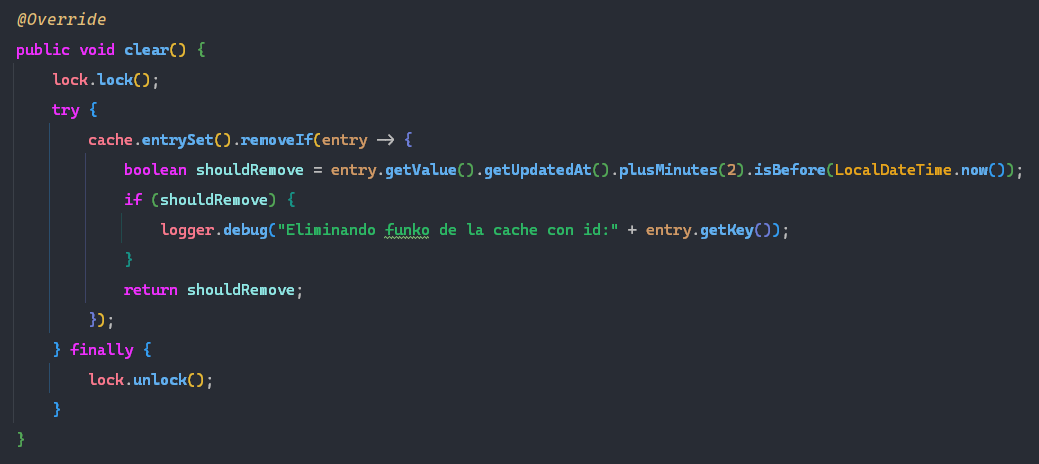 @Override
public void clear() {
    lock.lock();
    try {
        cache.entrySet().removeIf(entry -> {
            boolean shouldRemove = entry.getValue().getUpdatedAt().plusMinutes(2).isBefore(LocalDateTime.now());
            if (shouldRemove) {
                logger.debug("Eliminando funko de la cache con id:" + entry.getKey());
            }
            return shouldRemove;
        });
    } finally {
        lock.unlock();
    }
}